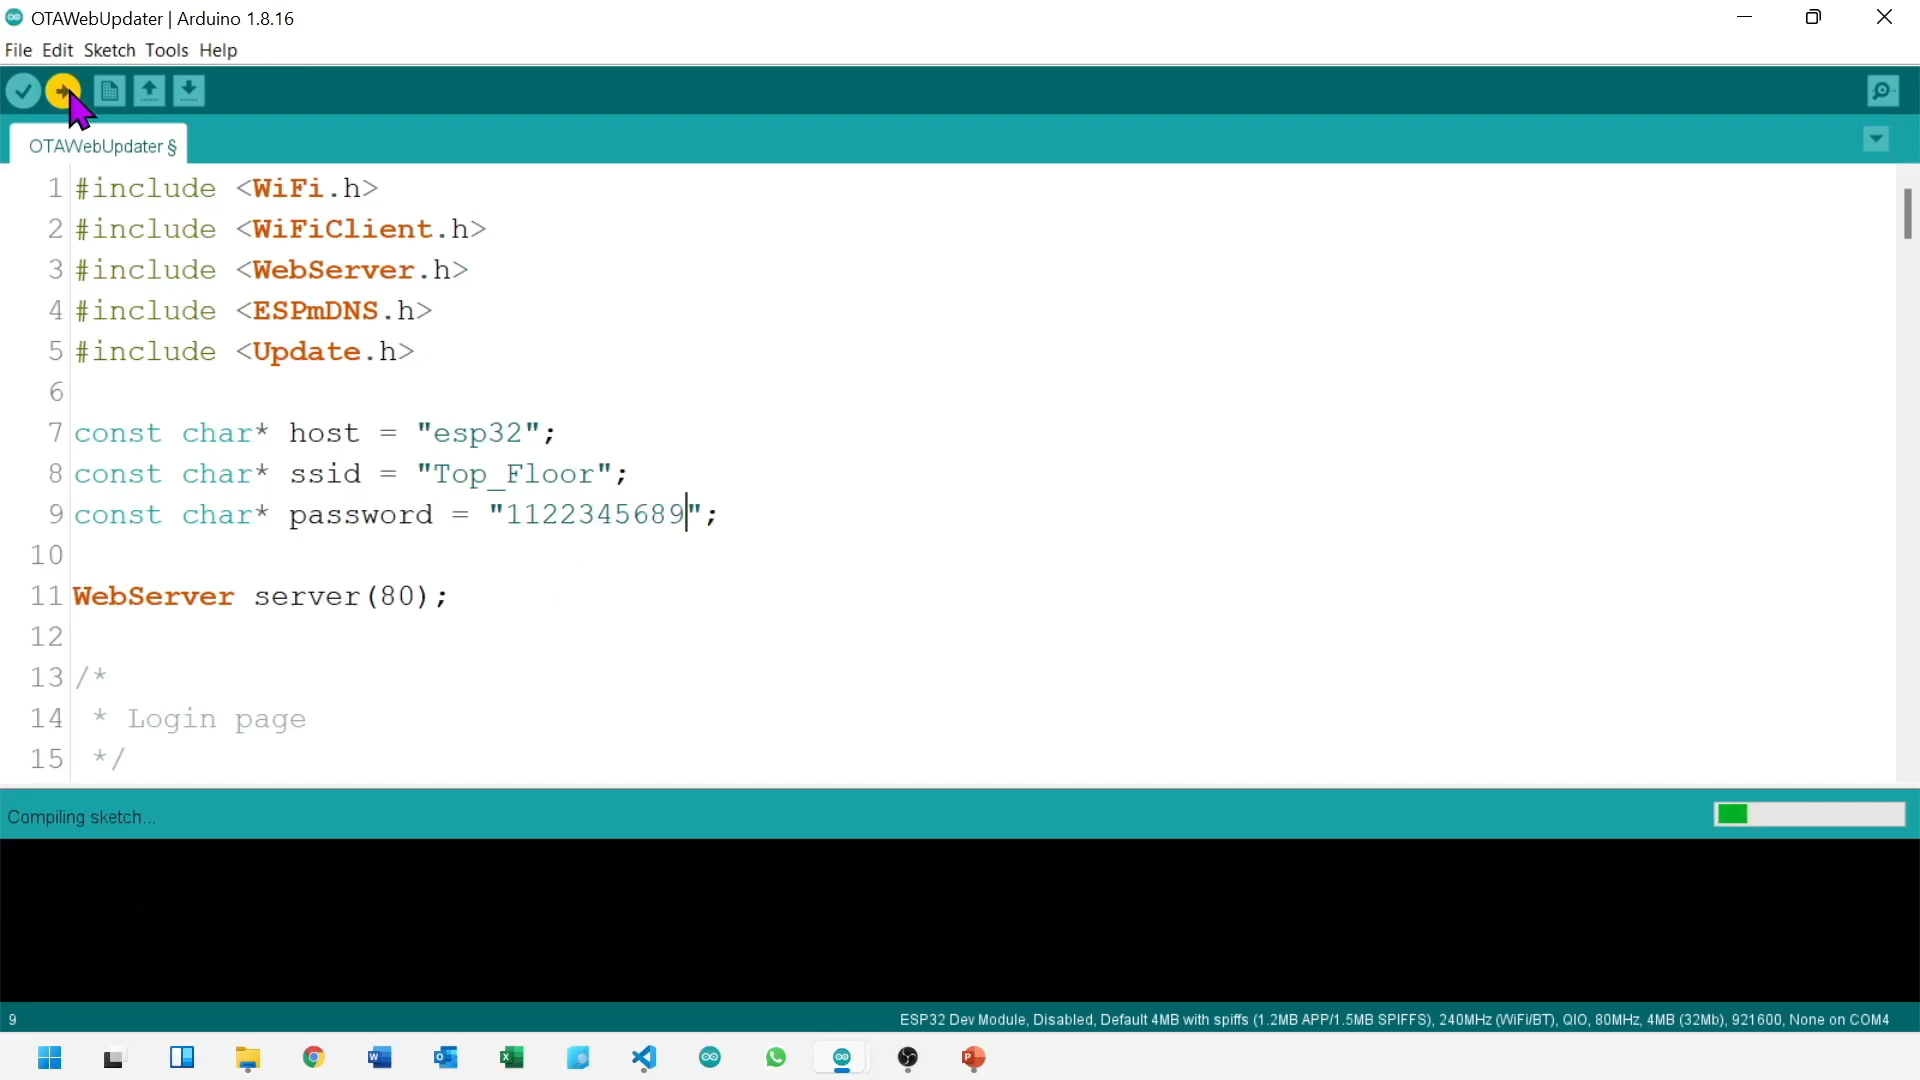 OTAWebUpdater | Arduino 1.8.16
File Edit Sketch Tools Help
OTAWebUpdater §
1 #include <WiFi.h>
2 #include <WiFiClient.h>
3 #include <WebServer.h>
4 #include <ESPmDNS.h>
5 #include <Update.h>
6
7 const char* host = "esp32";
8 const char* ssid = "Top_Floor";
9 const char* password = "1122345689";
10
11 WebServer server(80);
12
13 /*
14 * Login page
15 */
Compiling sketch...
9 ESP32 Dev Module, Disabled, Default 4MB with spiffs (1.2MB APP/1.5MB SPIFFS), 240MHz (WiFi/BT), QIO, 80MHz, 4MB (32Mb), 921600, None on COM4